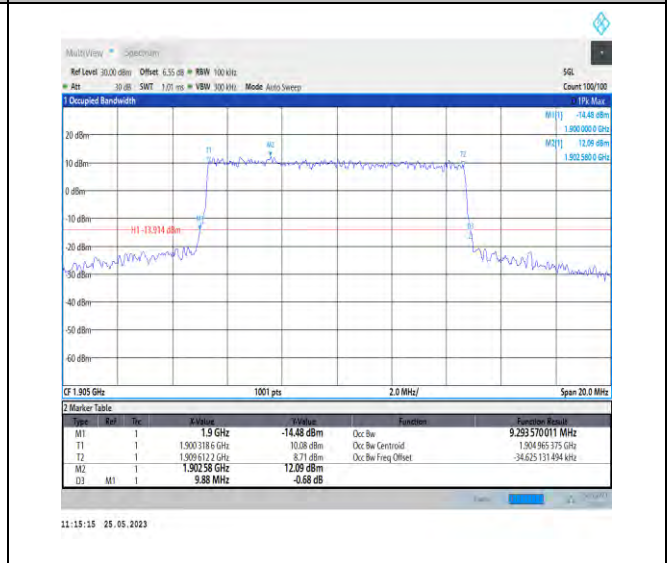 MultiView Spectrum
Ref Level 30.00 dBm Offset 6.55 dB RBW 100 kHz SGL
Att 30 dB SWT 1.01 ms VBW 300 kHz Mode Auto Sweep Count 100/100
1 Occupied Bandwidth 1Pk Max
M1[1] -14.48 dBm
1.900 000 0 GHz
M2[1] 12.09 dBm
1.902 580 0 GHz
20 dBm
T1 M2 T2
10 dBm
0 dBm
-10 dBm
M1
H1 -13.914 dBm
-20 dBm
-30 dBm
-40 dBm
-50 dBm
-60 dBm
CF 1.905 GHz 1001 pts 2.0 MHz/ Span 20.0 MHz
2 Marker Table
Type Ref Trc X-Value Y-Value Function Function Result
M1 1 1.9 GHz -14.48 dBm Occ Bw 9.293 570 011 MHz
T1 1 1.900 318 6 GHz 10.08 dBm Occ Bw Centroid 1.904 965 375 GHz
T2 1 1.909 612 2 GHz 8.71 dBm Occ Bw Freq Offset -34.625 131 494 kHz
M2 1 1.90258 GHz 12.09 dBm
D3 M1 1 9.88 MHz -0.68 dB
11:15:15 25.05.2023